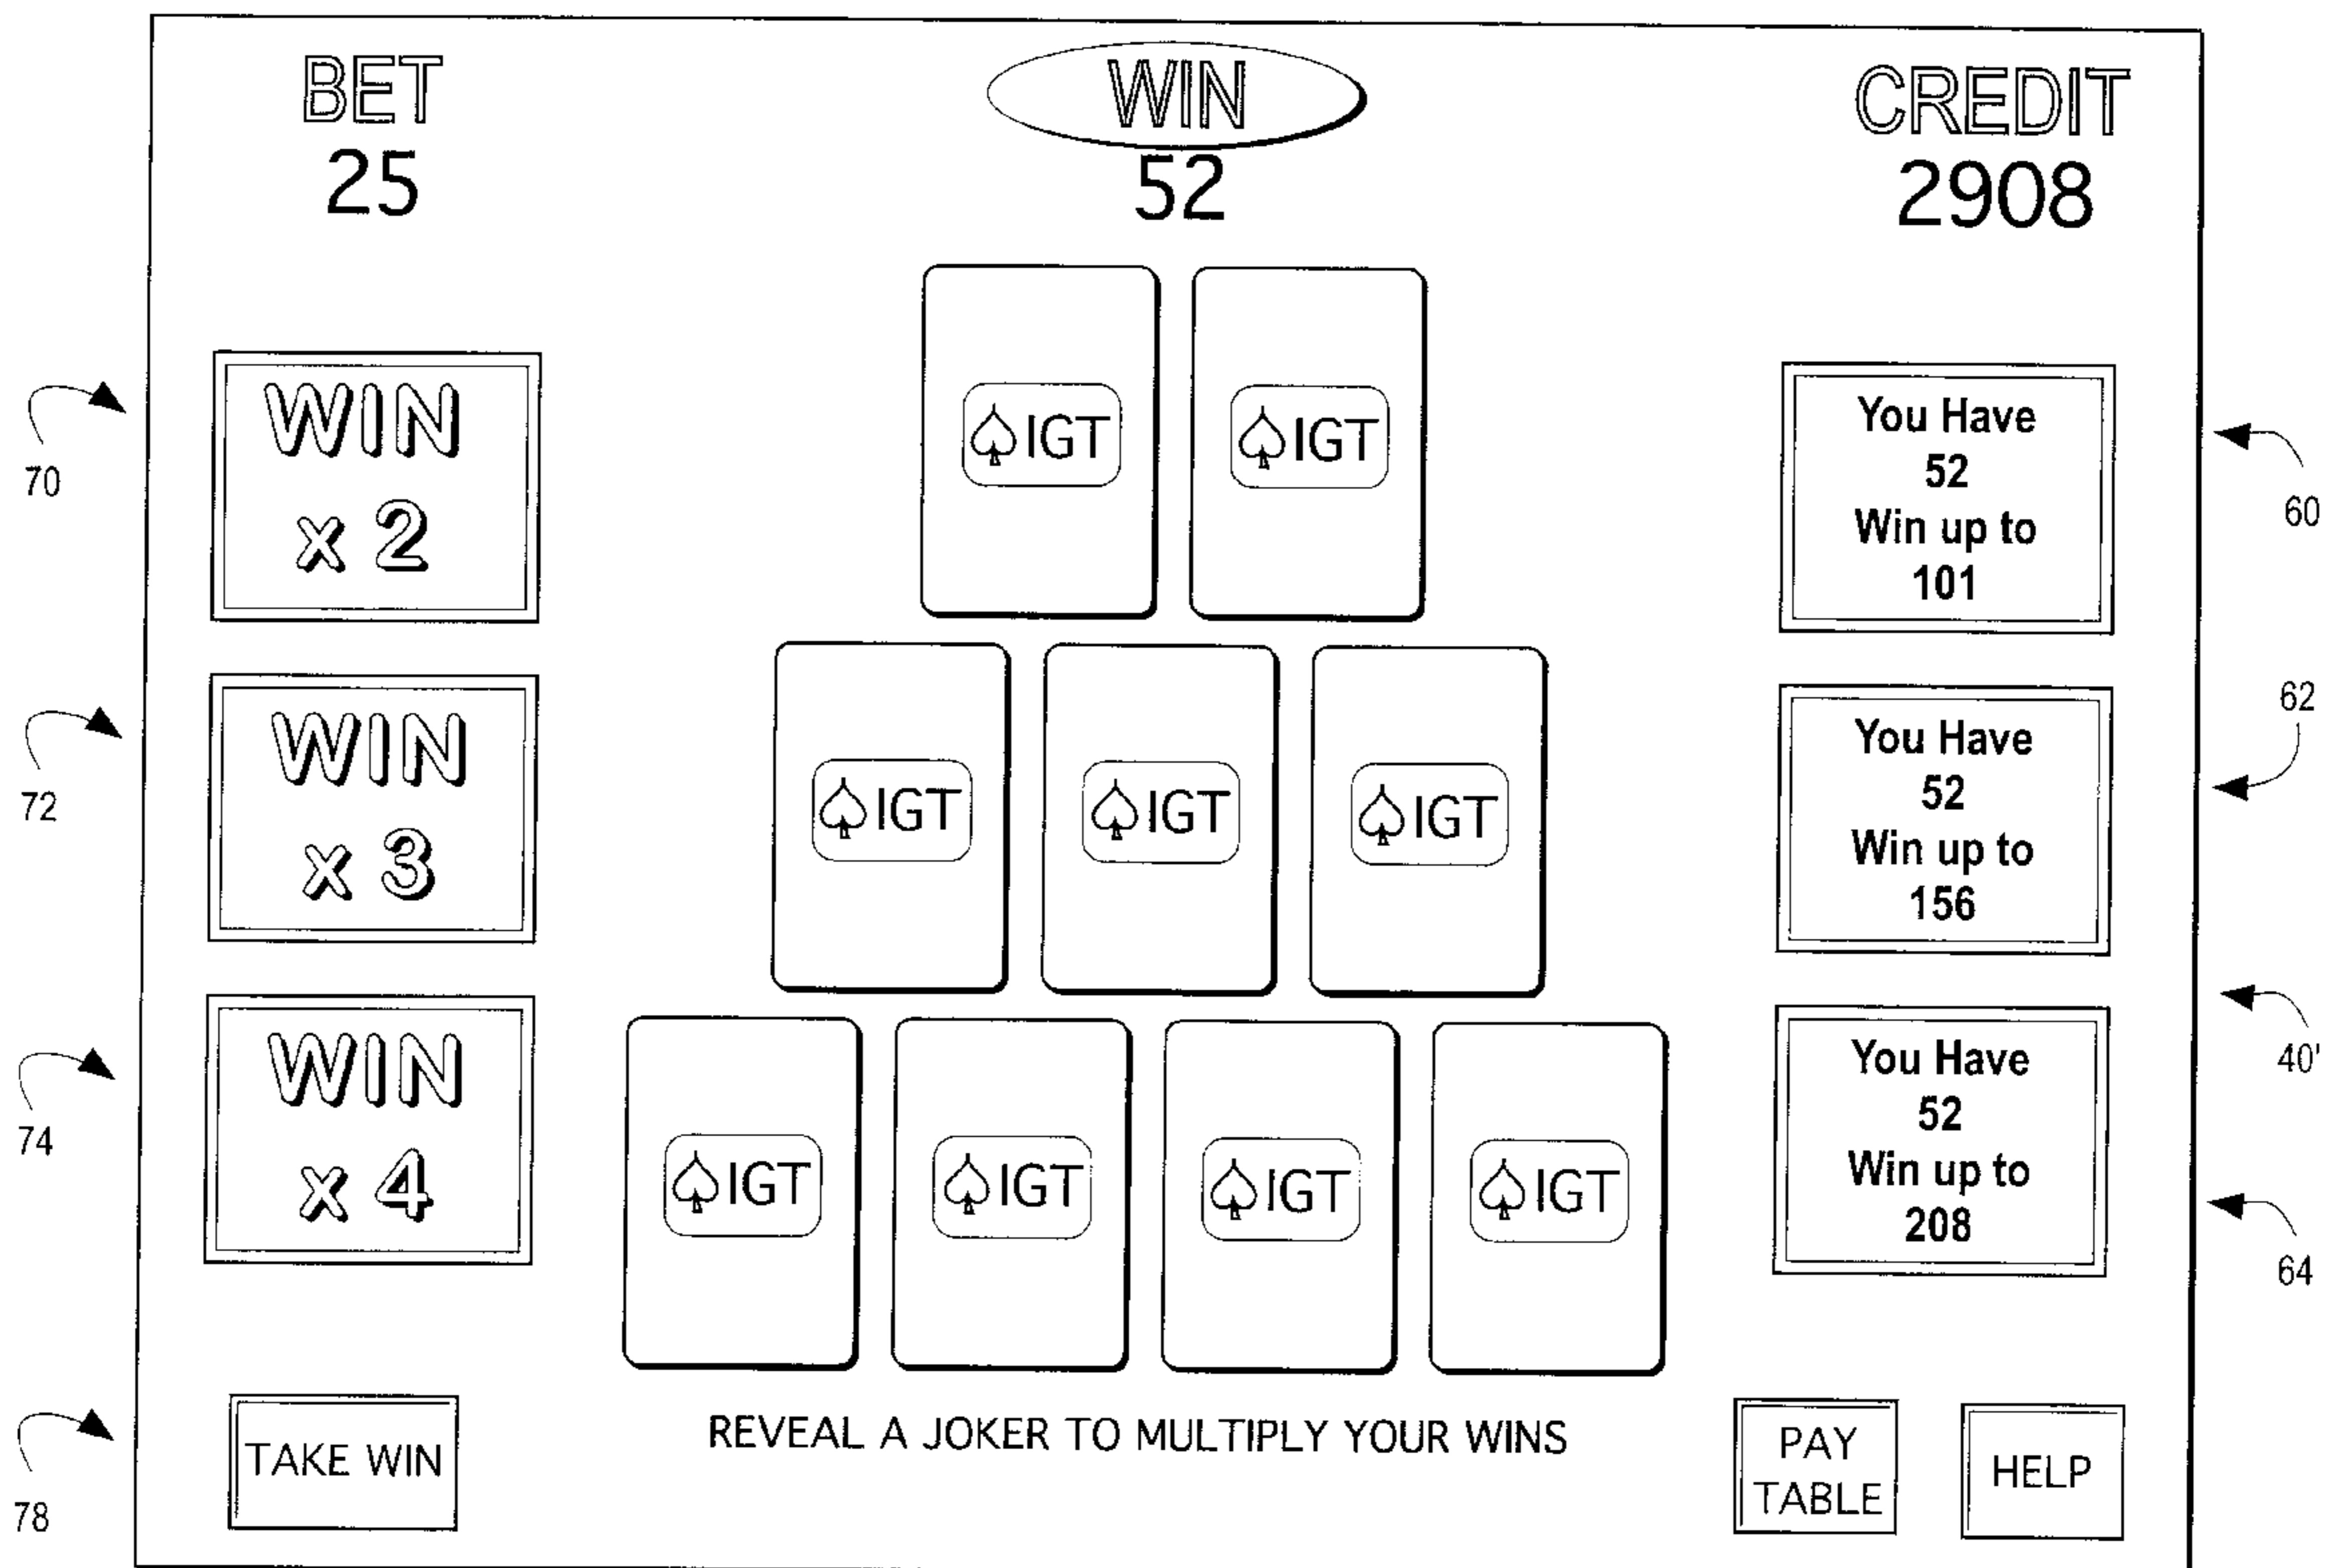 BET
25
WIN
52
CREDIT
2908
IGT IGT
WIN
x 2
70
You Have
52
Win up to
101
60
IGT IGT IGT
WIN
x 3
72
You Have
52
Win up to
156
62
IGT IGT IGT IGT
WIN
x 4
74
You Have
52
Win up to
208
40'
64
TAKE WIN
78
REVEAL A JOKER TO MULTIPLY YOUR WINS
PAY
TABLE
HELP